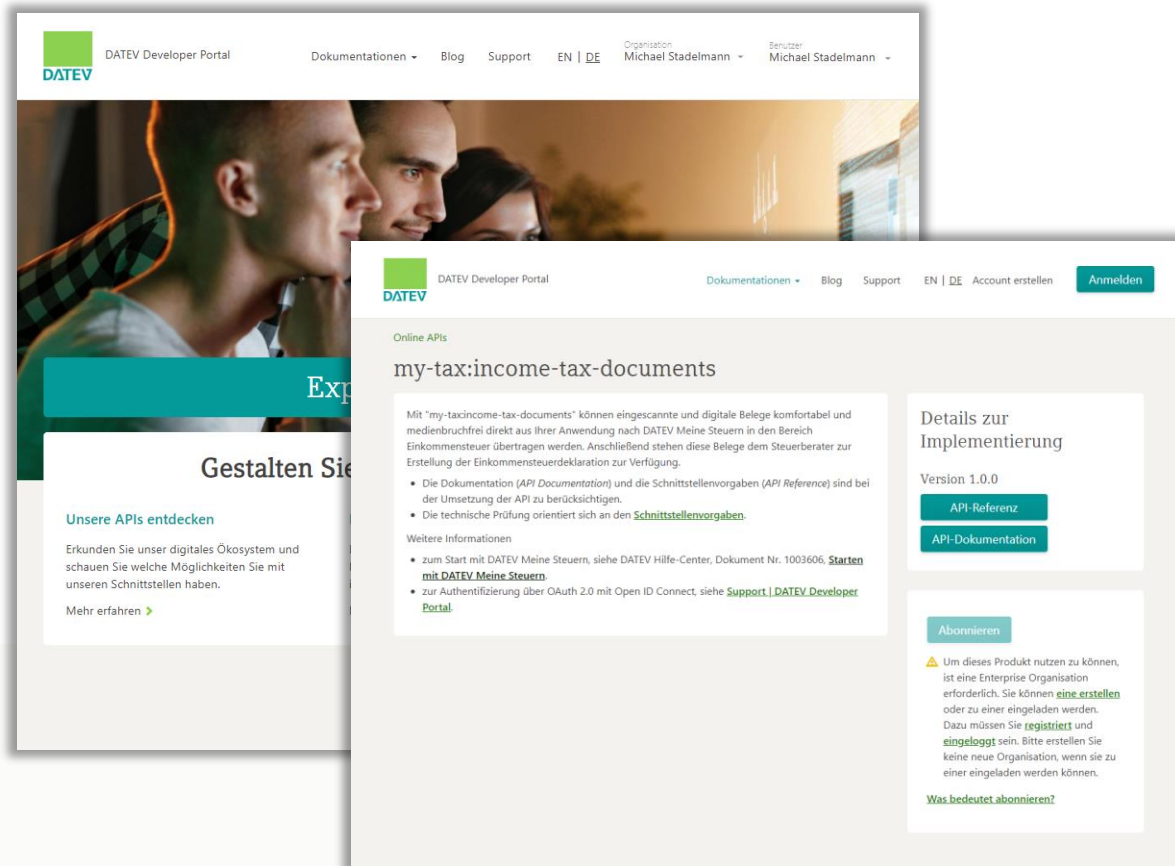 DATEV
DATEV Developer Portal
Dokumentationen
Blog
Support
EN | DE
Organisation
Michael Stadelmann
Benutzer
Michael Stadelmann
Exp
Gestalten Sie
Unsere APIs entdecken
Erkunden Sie unser digitales Ökosystem und
schauen Sie welche Möglichkeiten Sie mit
unseren Schnittstellen haben.
Mehr erfahren
DATEV
DATEV Developer Portal
Dokumentationen
Blog
Support
EN | DE
Account erstellen
Anmelden
Online APIs
my-tax:income-tax-documents
Mit "my-taxincome-tax-documents" können eingescannte und digitale Belege komfortabel und
medienbruchfrei direkt aus Ihrer Anwendung nach DATEV Meine Steuern in den Bereich
Einkommensteuer übertragen werden. Anschließend stehen diese Belege dem Steuerberater zur
Erstellung der Einkommensteuerdeklaration zur Verfügung.
• Die Dokumentation (API Documentation) und die Schnittstellenvorgaben (API Reference) sind bei
der Umsetzung der API zu berücksichtigen.
• Die technische Prüfung orientiert sich an den Schnittstellenvorgaben.
Weitere Informationen
• zum Start mit DATEV Meine Steuern, siehe DATEV Hilfe-Center, Dokument Nr. 1003606, Starten
mit DATEV Meine Steuern.
• zur Authentifizierung über OAuth 2.0 mit Open ID Connect, siehe Support | DATEV Developer
Portal.
Details zur
Implementierung
Version 1.0.0
API-Referenz
API-Dokumentation
Abonnieren
Um dieses Produkt nutzen zu können,
ist eine Enterprise Organisation
erforderlich. Sie können eine erstellen
oder zu einer eingeladen werden.
Dazu müssen Sie registriert und
eingeloggt sein. Bitte erstellen Sie
keine neue Organisation, wenn sie zu
einer eingeladen werden können.
Was bedeutet abonnieren?